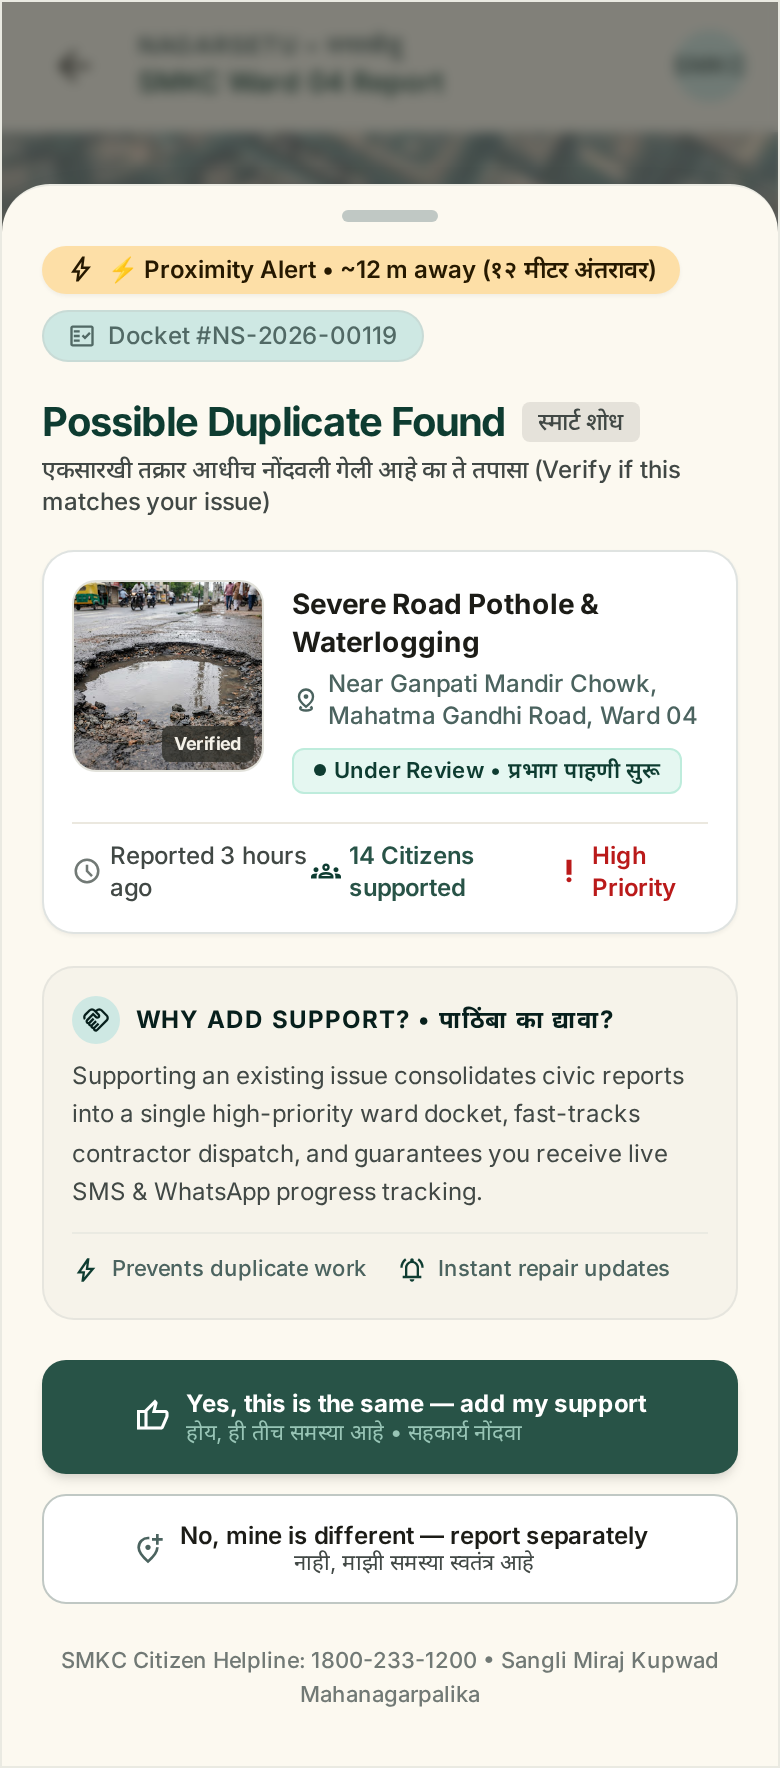 SMKC Ward 04 Report
⚡ Proximity Alert • ~12 m away (१२ मीटर अंतरावर)
Docket #NS-2026-00119
Possible Duplicate Found स्मार्ट शोध
एकसारखी तक्रार आधीच नोंदवली गेली आहे का ते तपासा (Verify if this
matches your issue)
Verified
Severe Road Pothole &
Waterlogging
Near Ganpati Mandir Chowk,
Mahatma Gandhi Road, Ward 04
● Under Review • प्रभाग पाहणी सुरू
Reported 3 hours
ago
14 Citizens
supported
High
Priority
WHY ADD SUPPORT? • पाठिंबा का द्यावा?
Supporting an existing issue consolidates civic reports
into a single high-priority ward docket, fast-tracks
contractor dispatch, and guarantees you receive live
SMS & WhatsApp progress tracking.
Prevents duplicate work
Instant repair updates
Yes, this is the same — add my support
होय, ही तीच समस्या आहे • सहकार्य नोंदवा
No, mine is different — report separately
नाही, माझी समस्या स्वतंत्र आहे
SMKC Citizen Helpline: 1800-233-1200 • Sangli Miraj Kupwad
Mahanagarpalika